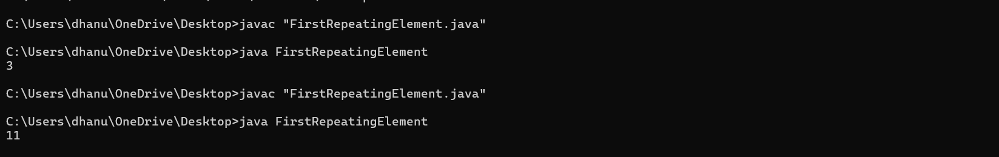 C:\Users\dhanu\OneDrive\Desktop>javac "FirstRepeatingElement.java"
C:\Users\dhanu\OneDrive\Desktop>java FirstRepeatingElement
3
C:\Users\dhanu\OneDrive\Desktop>javac "FirstRepeatingElement.java"
C:\Users\dhanu\OneDrive\Desktop>java FirstRepeatingElement
11